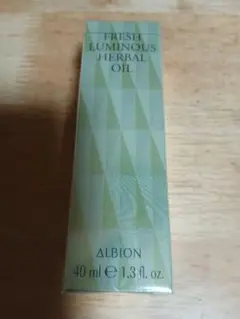 FRESH
LUMINOUS
HERBAL
OIL
ALBION
40 ml ℮ 1.3 fl. oz.